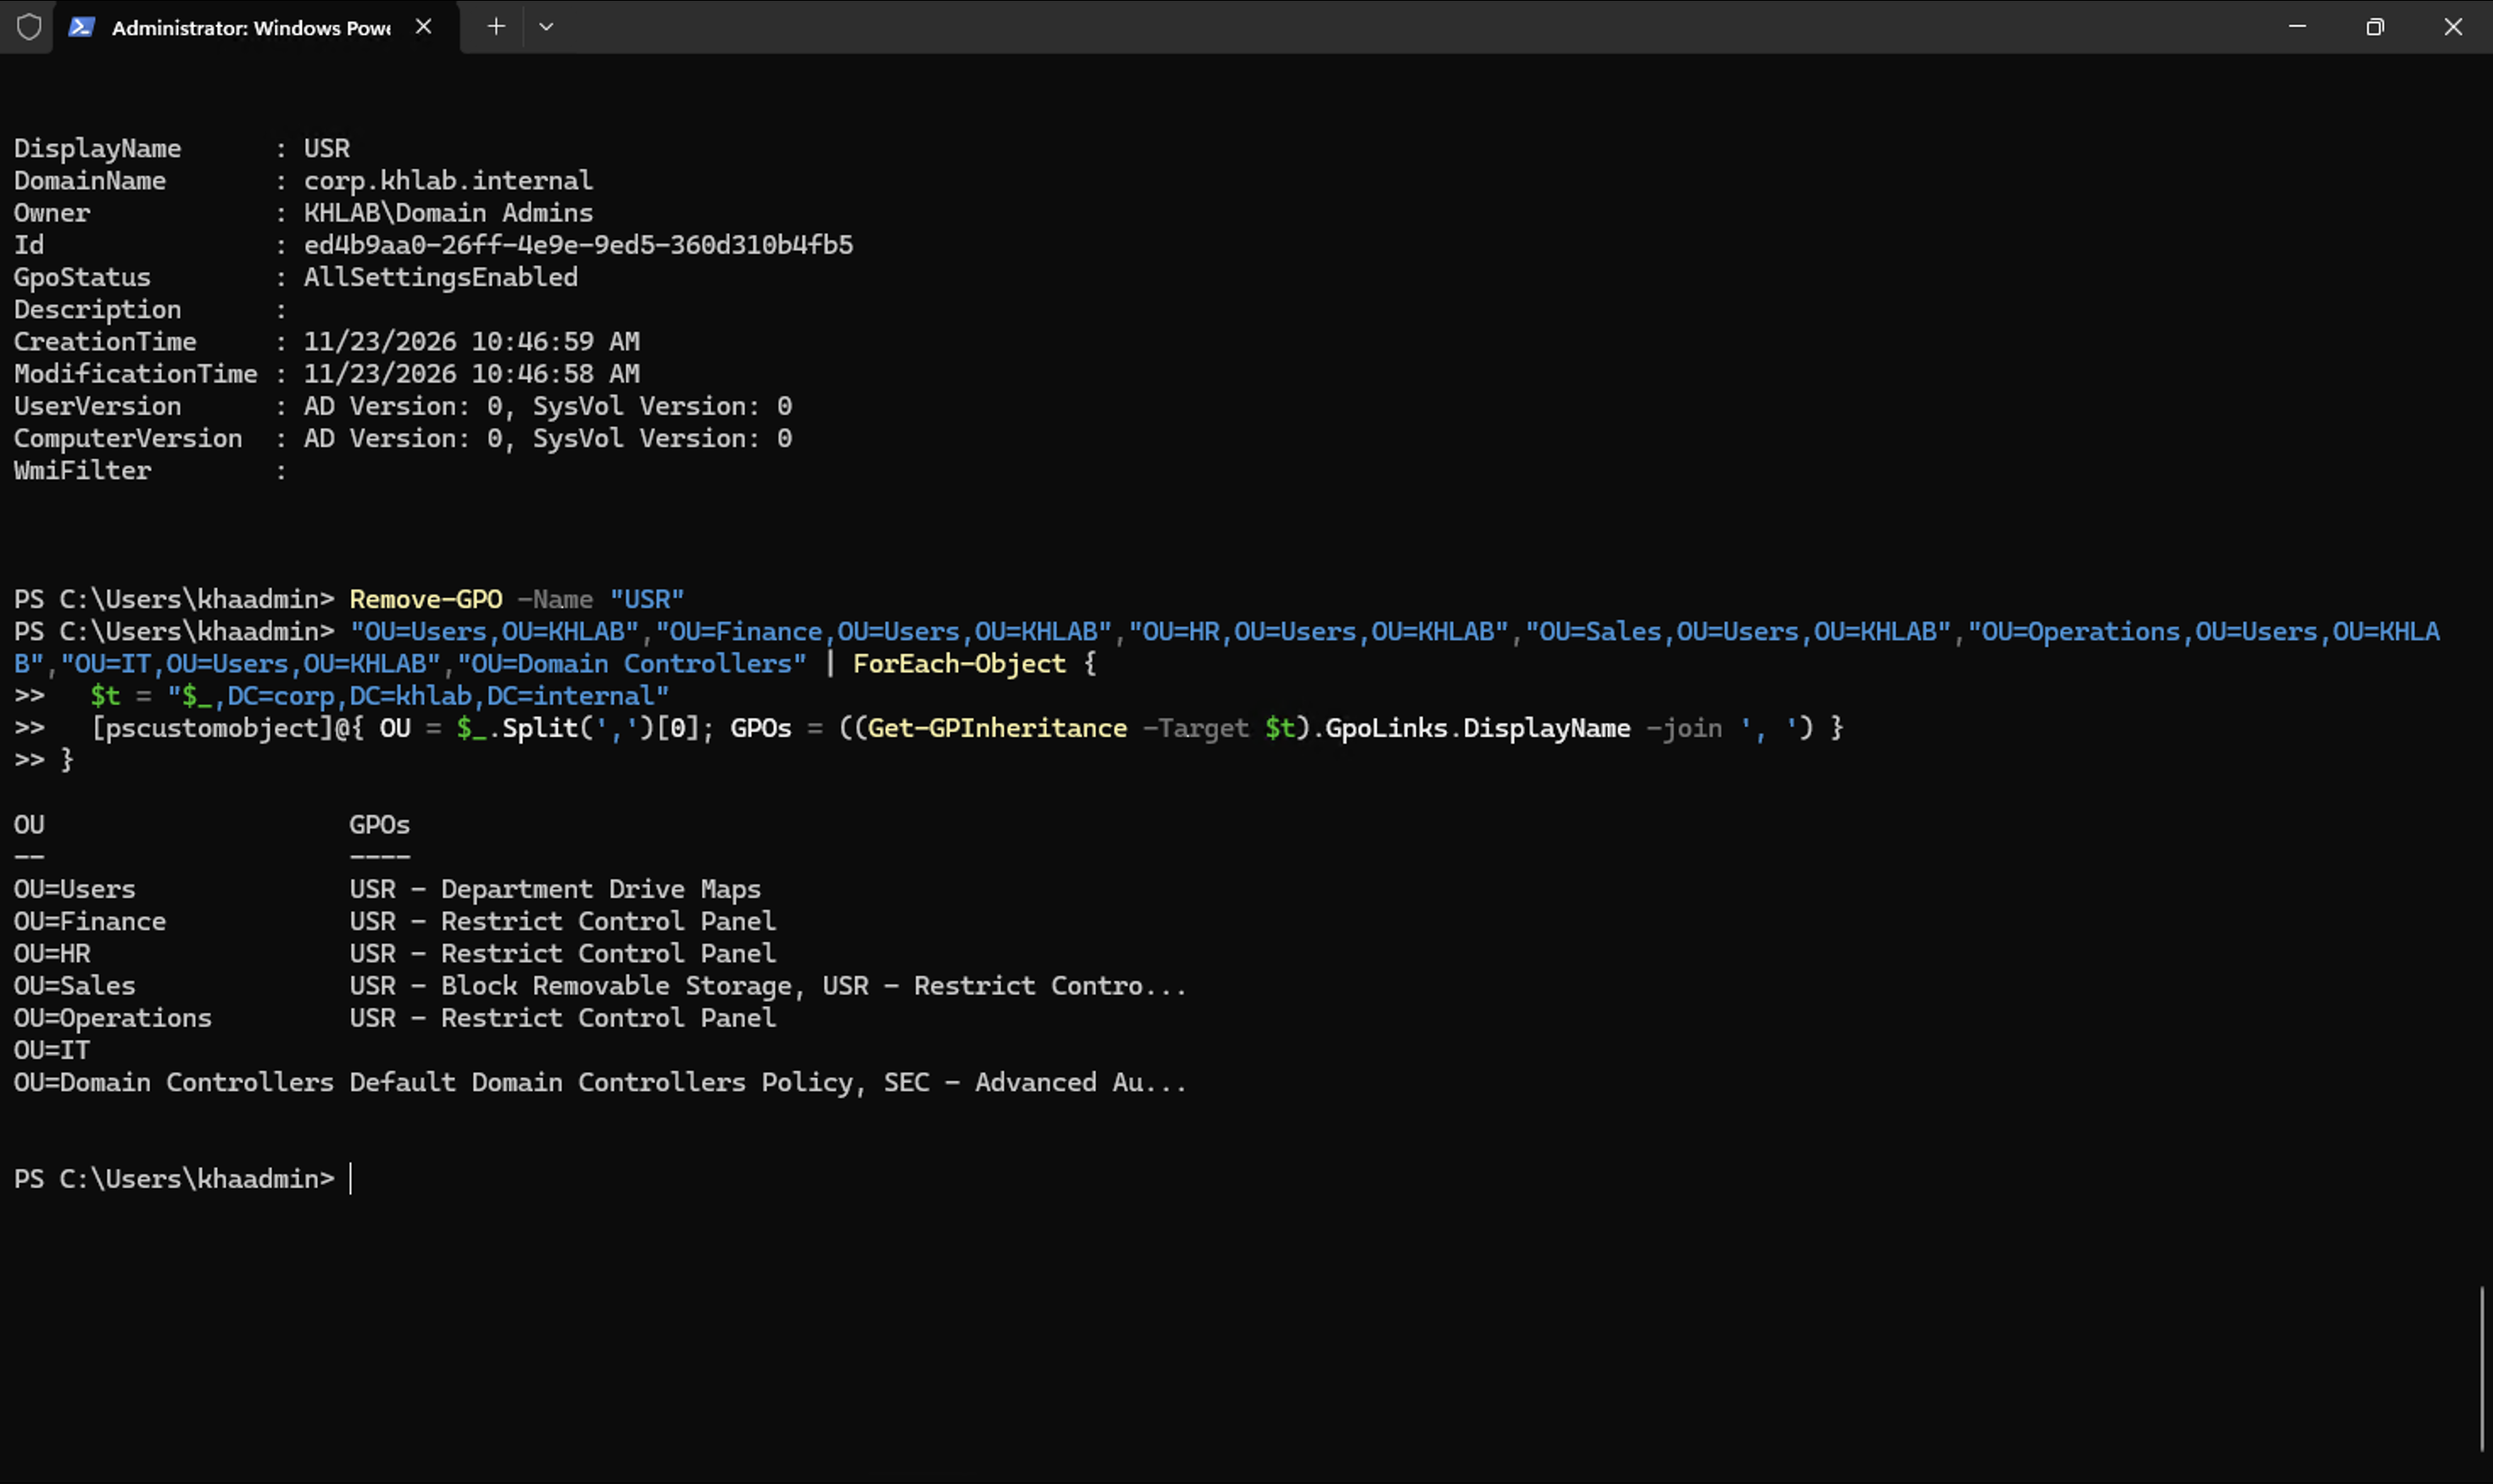 Administrator: Windows Powe
DisplayName : USR
DomainName : corp.khlab.internal
Owner : KHLAB\Domain Admins
Id : ed4b9aa0-26ff-4e9e-9ed5-360d310b4fb5
GpoStatus : AllSettingsEnabled
Description :
CreationTime : 11/23/2026 10:46:59 AM
ModificationTime : 11/23/2026 10:46:58 AM
UserVersion : AD Version: 0, SysVol Version: 0
ComputerVersion : AD Version: 0, SysVol Version: 0
WmiFilter :
PS C:\Users\khaadmin> Remove-GPO -Name "USR"
PS C:\Users\khaadmin> "OU=Users,OU=KHLAB","OU=Finance,OU=Users,OU=KHLAB","OU=HR,OU=Users,OU=KHLAB","OU=Sales,OU=Users,OU=KHLAB","OU=Operations,OU=Users,OU=KHLA
B","OU=IT,OU=Users,OU=KHLAB","OU=Domain Controllers" | ForEach-Object {
>>   $t = "$_,DC=corp,DC=khlab,DC=internal"
>>   [pscustomobject]@{ OU = $_.Split(',')[0]; GPOs = ((Get-GPInheritance -Target $t).GpoLinks.DisplayName -join ', ') }
>> }
OU GPOs
-- ----
OU=Users USR - Department Drive Maps
OU=Finance USR - Restrict Control Panel
OU=HR USR - Restrict Control Panel
OU=Sales USR - Block Removable Storage, USR - Restrict Contro...
OU=Operations USR - Restrict Control Panel
OU=IT
OU=Domain Controllers Default Domain Controllers Policy, SEC - Advanced Au...
PS C:\Users\khaadmin>